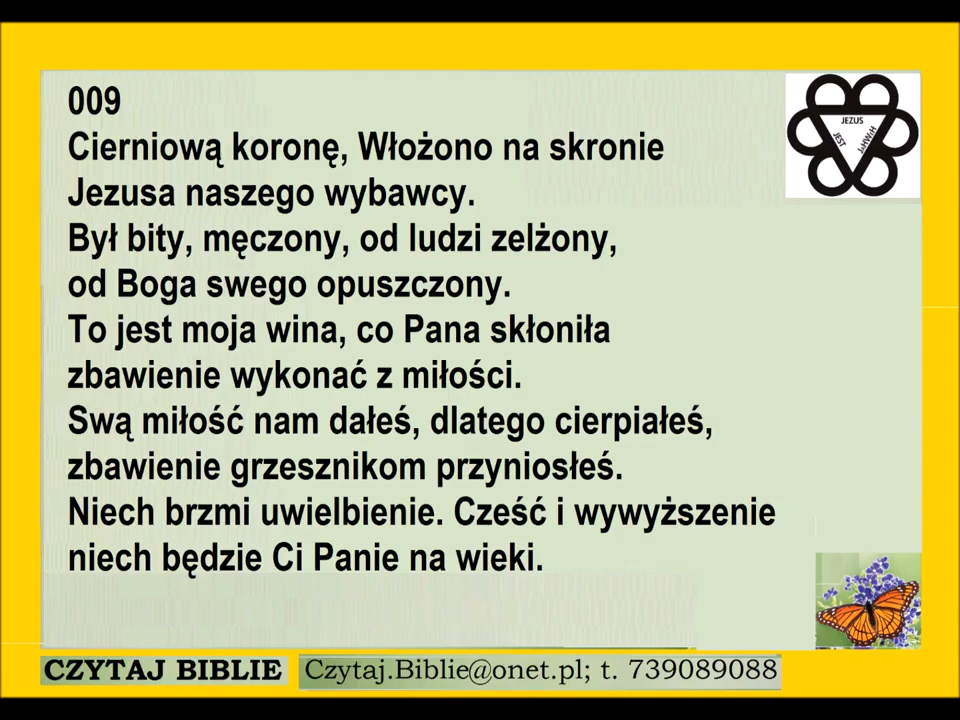 009
Cierniową koronę, Włożono na skronie
Jezusa naszego wybawcy.
Był bity, męczony, od ludzi zelżony,
od Boga swego opuszczony.
To jest moja wina, co Pana skłoniła
zbawienie wykonać z miłości.
Swą miłość nam dałeś, dlatego cierpiałeś,
zbawienie grzesznikom przyniosłeś.
Niech brzmi uwielbienie. Cześć i wywyższenie
niech będzie Ci Panie na wieki.
JEZUS
JEST
JaHWeH
CZYTAJ BIBLIE
Czytaj.Biblie@onet.pl; t. 739089088